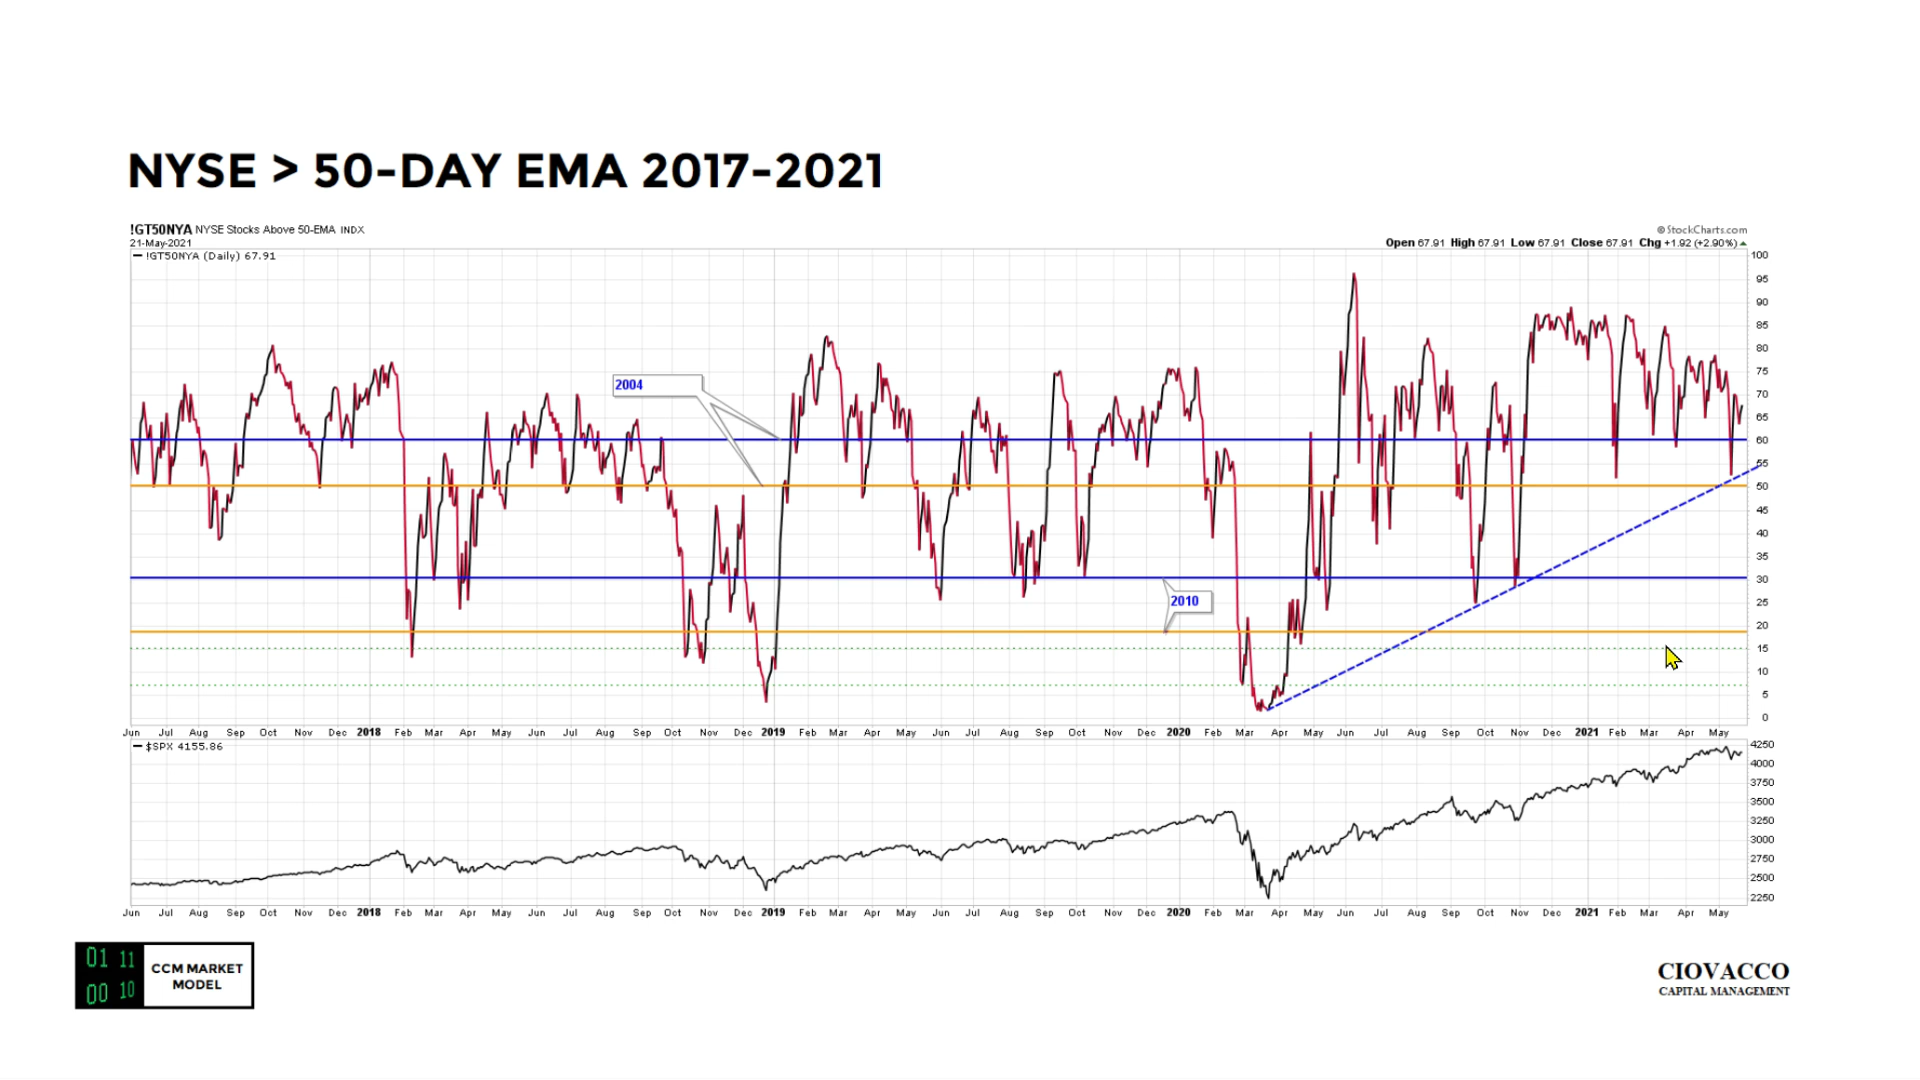 NYSE > 50-DAY EMA 2017-2021
!GT50NYA NYSE Stocks Above 50-EMA INDX
© StockCharts.com
21-May-2021
Open 67.91 High 67.91 Low 67.91 Close 67.91 Chg +1.92 (+2.90%)
!GT50NYA (Daily) 67.91
100
95
90
85
80
75
70
65
60
55
50
45
40
35
30
25
20
15
10
5
0
2004
2010
Jun Jul Aug Sep Oct Nov Dec 2018 Feb Mar Apr May Jun Jul Aug Sep Oct Nov Dec 2019 Feb Mar Apr May Jun Jul Aug Sep Oct Nov Dec 2020 Feb Mar Apr May Jun Jul Aug Sep Oct Nov Dec 2021 Feb Mar Apr May
$SPX 4155.86
4250
4000
3750
3500
3250
3000
2750
2500
2250
Jun Jul Aug Sep Oct Nov Dec 2018 Feb Mar Apr May Jun Jul Aug Sep Oct Nov Dec 2019 Feb Mar Apr May Jun Jul Aug Sep Oct Nov Dec 2020 Feb Mar Apr May Jun Jul Aug Sep Oct Nov Dec 2021 Feb Mar Apr May
01 11
00 10
CCM MARKET
MODEL
CIOVACCO
CAPITAL MANAGEMENT